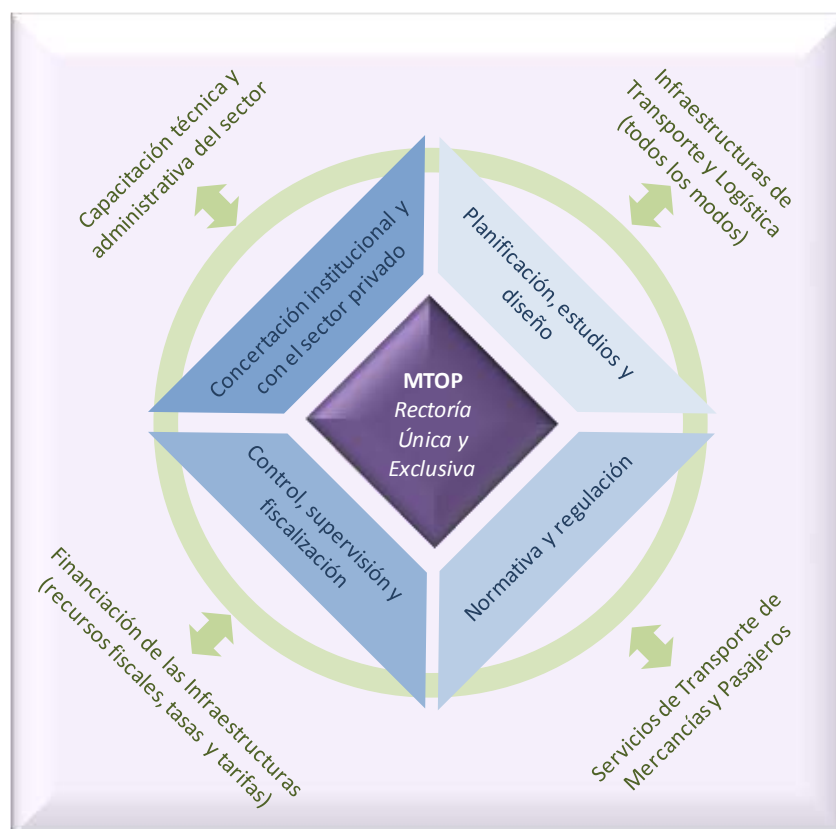 Capacitación técnica y
administrativa del sector
Infraestructuras de
Transporte y Logística
(todos los modos)
Concertación institucional y
con el sector privado
Planificación, estudios y
diseño
MTOP
Rectoría
Única y
Exclusiva
Control, supervisión y
fiscalización
Normativa y regulación
Financiación de las Infraestructuras
(recursos fiscales, tasas y tarifas)
Servicios de Transporte de
Mercancías y Pasajeros